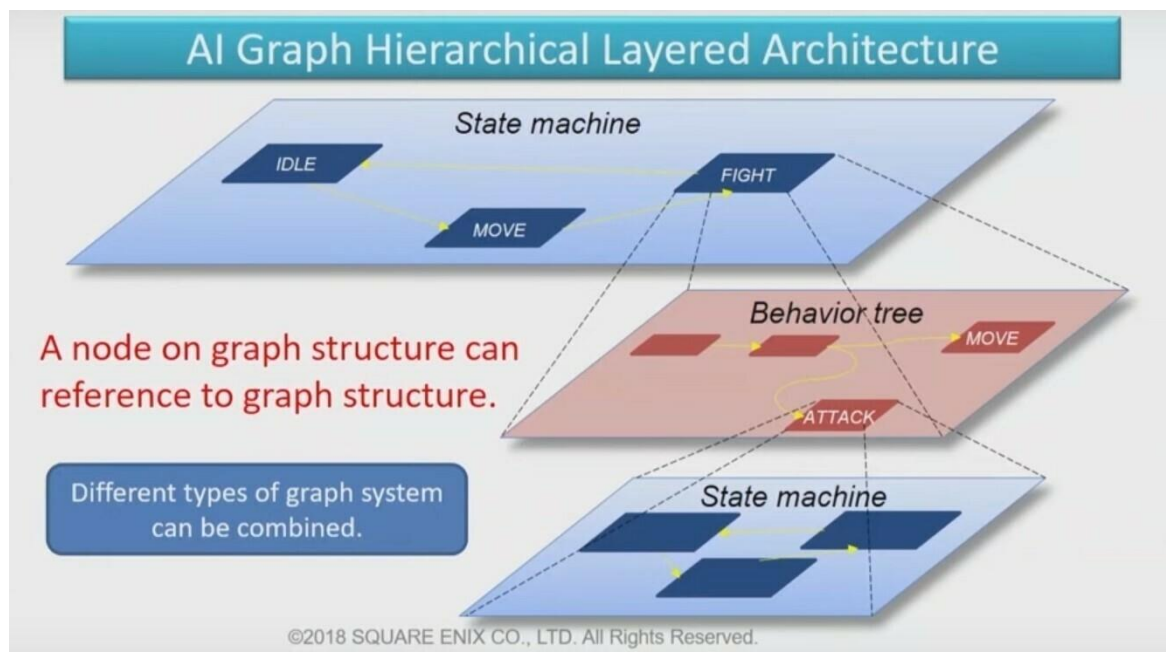 AI Graph Hierarchical Layered Architecture
State machine
IDLE
FIGHT
MOVE
Behavior tree
MOVE
A node on graph structure can
reference to graph structure.
ATTACK
Different types of graph system
can be combined.
State machine
©2018 SQUARE ENIX CO., LTD. All Rights Reserved.